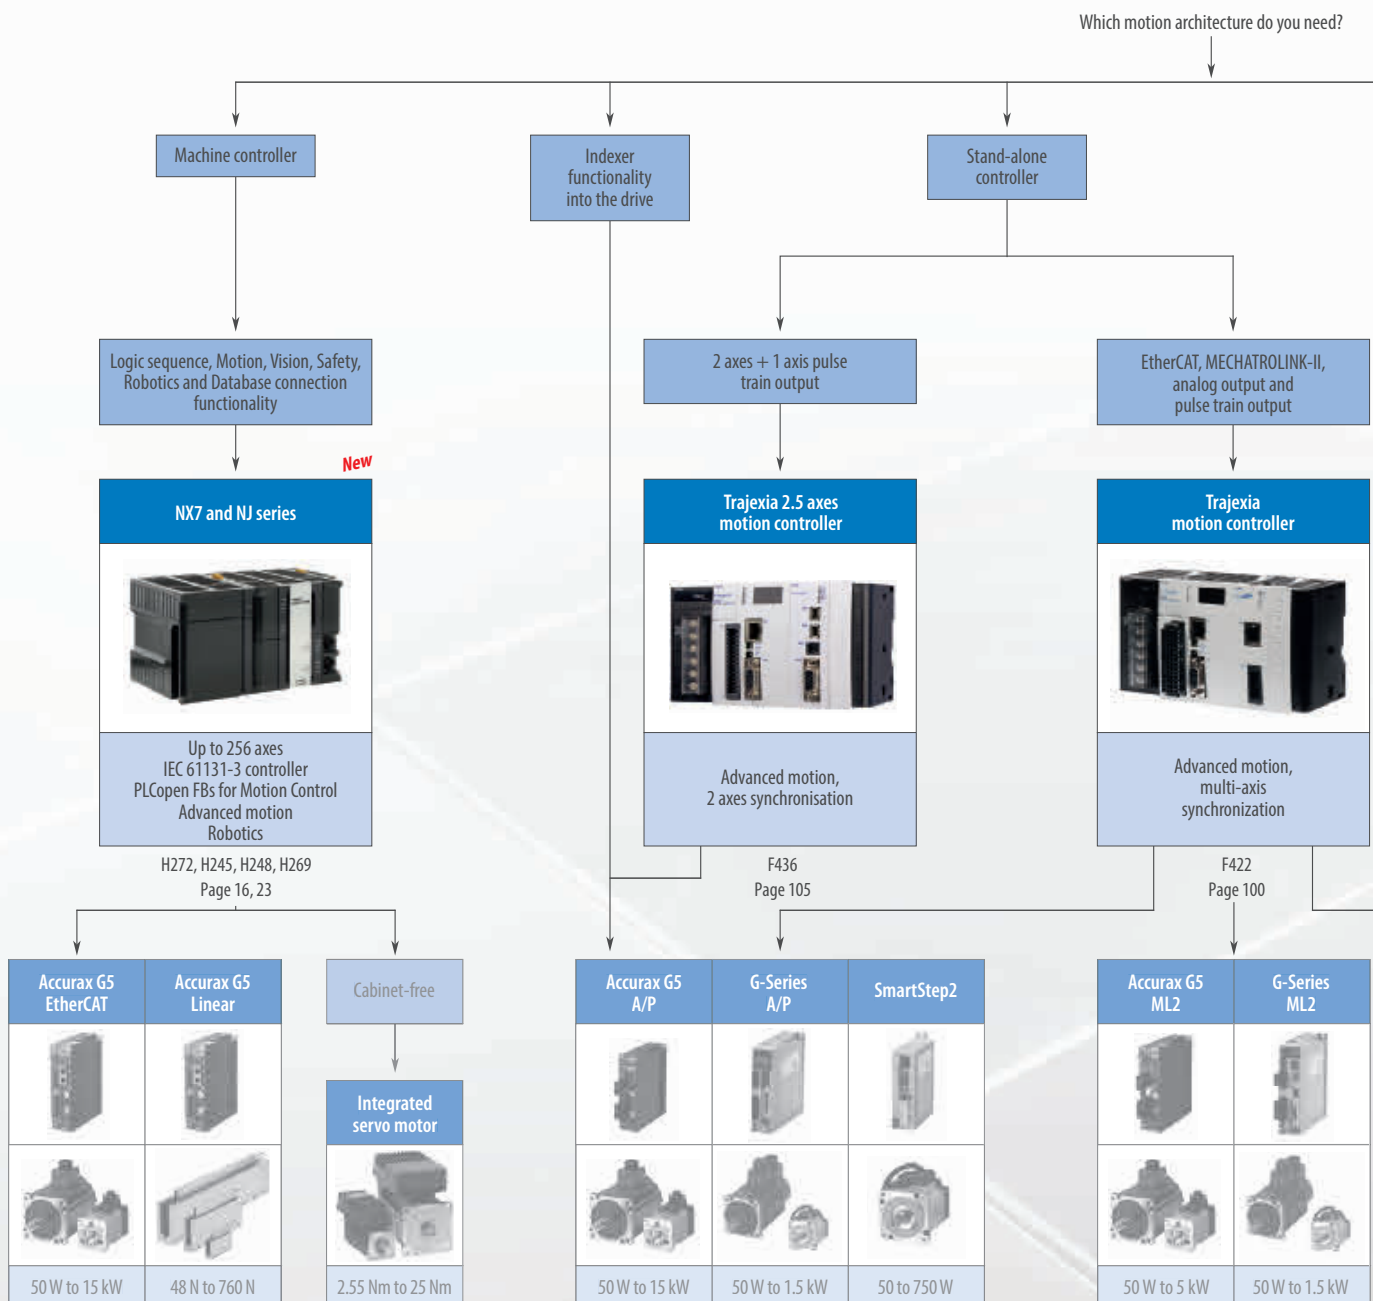 Which motion architecture do you need?
Machine controller
Indexer
functionality
into the drive
Stand-alone
controller
Logic sequence, Motion, Vision, Safety,
Robotics and Database connection
functionality
2 axes + 1 axis pulse
train output
EtherCAT, MECHATROLINK-II,
analog output and
pulse train output
New
NX7 and NJ series
Trajexia 2.5 axes
motion controller
Trajexia
motion controller
Up to 256 axes
IEC 61131-3 controller
PLCopen FBs for Motion Control
Advanced motion
Robotics
Advanced motion,
2 axes synchronisation
Advanced motion,
multi-axis
synchronization
H272, H245, H248, H269
Page 16, 23
F436
Page 105
F422
Page 100
Accurax G5
EtherCAT
Accurax G5
Linear
Cabinet-free
Integrated
servo motor
Accurax G5
A/P
G-Series
A/P
SmartStep2
Accurax G5
ML2
G-Series
ML2
50 W to 15 kW
48 N to 760 N
2.55 Nm to 25 Nm
50 W to 15 kW
50 W to 1.5 kW
50 to 750 W
50 W to 5 kW
50 W to 1.5 kW